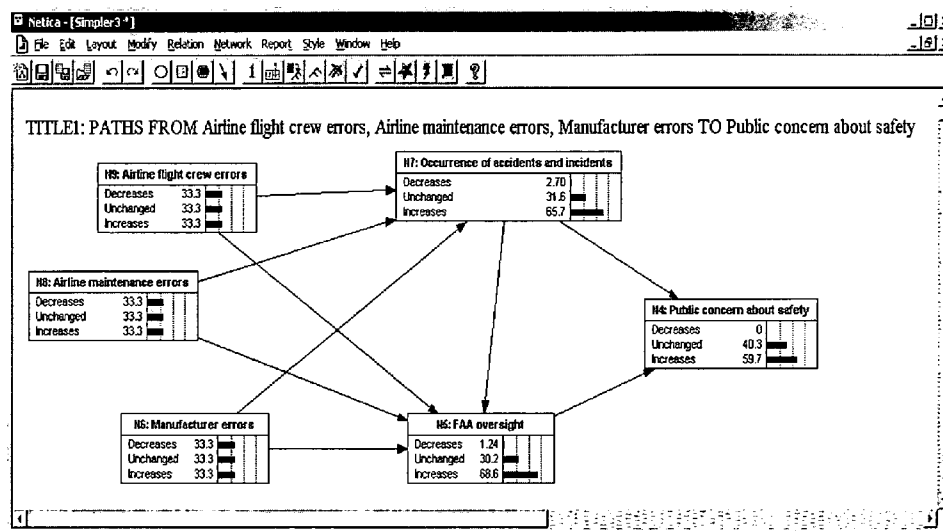 Netica - [Simpler3 *]
File Edit Layout Modify Relation Network Report Style Window Help
TITLE1: PATHS FROM Airline flight crew errors, Airline maintenance errors, Manufacturer errors TO Public concern about safety
N7: Occurrence of accidents and incidents
Decreases 2.70
Unchanged 31.6
Increases 65.7
N9: Airline flight crew errors
Decreases 33.3
Unchanged 33.3
Increases 33.3
N8: Airline maintenance errors
Decreases 33.3
Unchanged 33.3
Increases 33.3
N4: Public concern about safety
Decreases 0
Unchanged 40.3
Increases 59.7
N6: Manufacturer errors
Decreases 33.3
Unchanged 33.3
Increases 33.3
N5: FAA oversight
Decreases 1.24
Unchanged 30.2
Increases 68.6